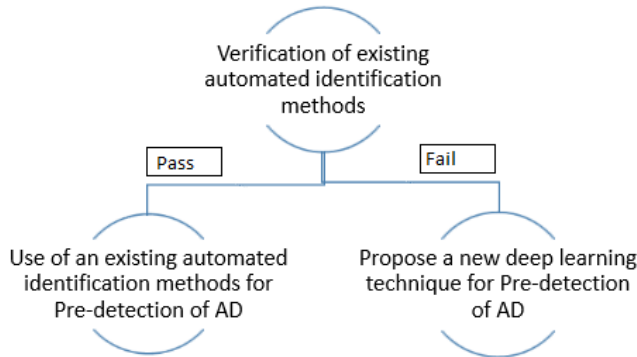 Verification of existing
automated identification
methods
Pass
Fail
Use of an existing automated
identification methods for
Pre-detection of AD
Propose a new deep learning
technique for Pre-detection
of AD